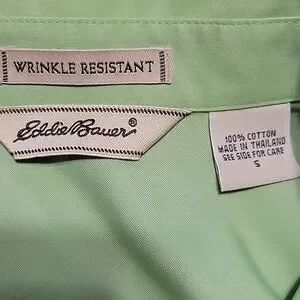 WRINKLE RESISTANT
Eddie Bauer®
100% COTTON
MADE IN THAILAND
SEE SIDE FOR CARE
S